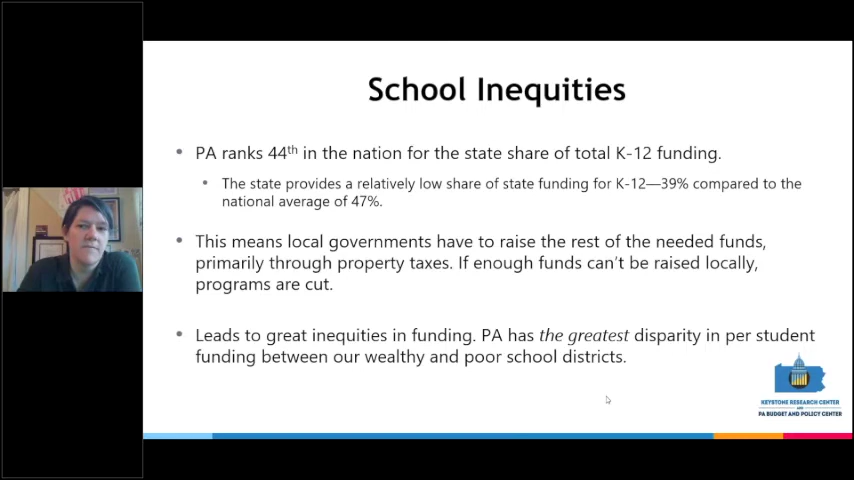 School Inequities
PA ranks 44th in the nation for the state share of total K-12 funding.
The state provides a relatively low share of state funding for K-12—39% compared to the
national average of 47%.
This means local governments have to raise the rest of the needed funds,
primarily through property taxes. If enough funds can't be raised locally,
programs are cut.
Leads to great inequities in funding. PA has the greatest disparity in per student
funding between our wealthy and poor school districts.
KEYSTONE RESEARCH CENTER
AND
PA BUDGET AND POLICY CENTER